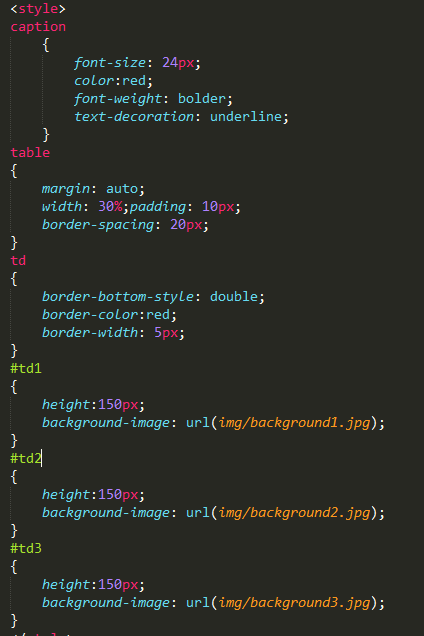 <style>
caption
{
font-size: 24px;
color:red;
font-weight: bolder;
text-decoration: underline;
}
table
{
margin: auto;
width: 30%;padding: 10px;
border-spacing: 20px;
}
td
{
border-bottom-style: double;
border-color:red;
border-width: 5px;
}
#td1
{
height:150px;
background-image: url(img/background1.jpg);
}
#td2
{
height:150px;
background-image: url(img/background2.jpg);
}
#td3
{
height:150px;
background-image: url(img/background3.jpg);
}